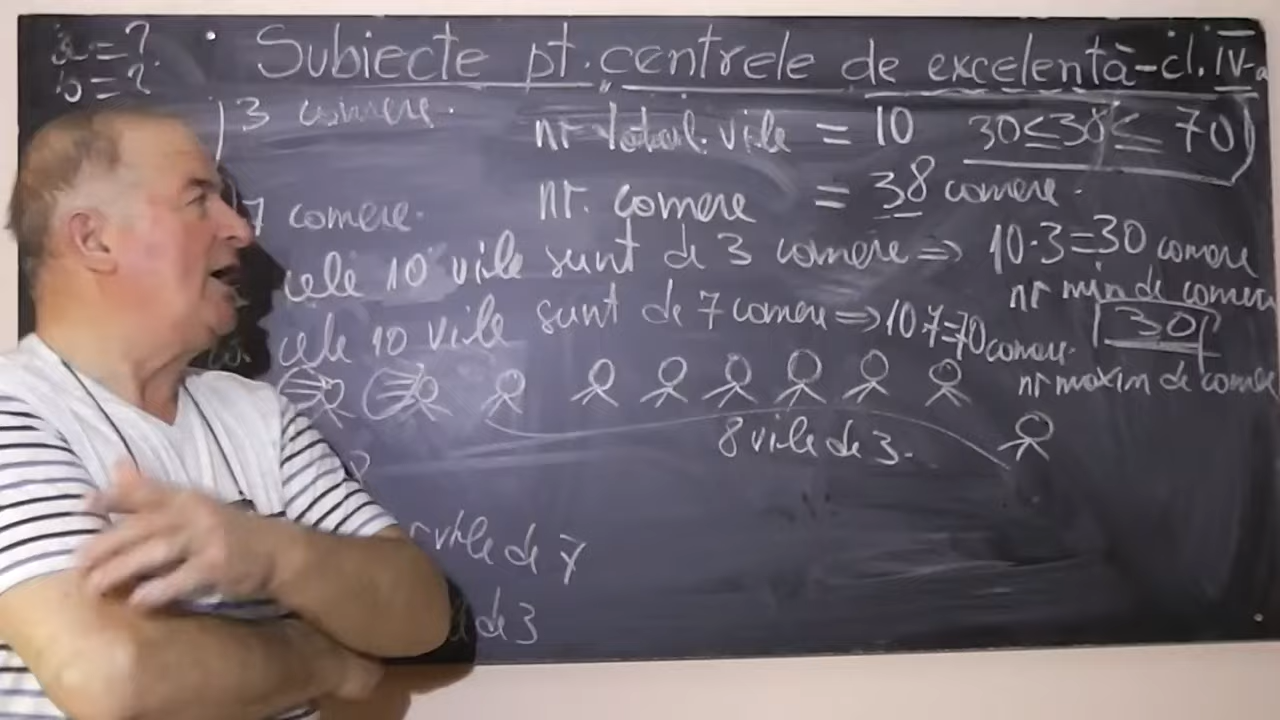 a = ?
b = ?
Subiecte pt. centrele de excelență - cl. IV-a
3 camere.
nr total vile = 10 30≤38≤ 70
7 camere.
nr. camere = 38 camere.
cele 10 vile sunt de 3 camere => 10·3=30 camere
nr min de camere
30
cele 10 vile sunt de 7 camere => 10·7=70 camere.
nr maxim de camere
8 vile de 3.
vile de 7
de 3